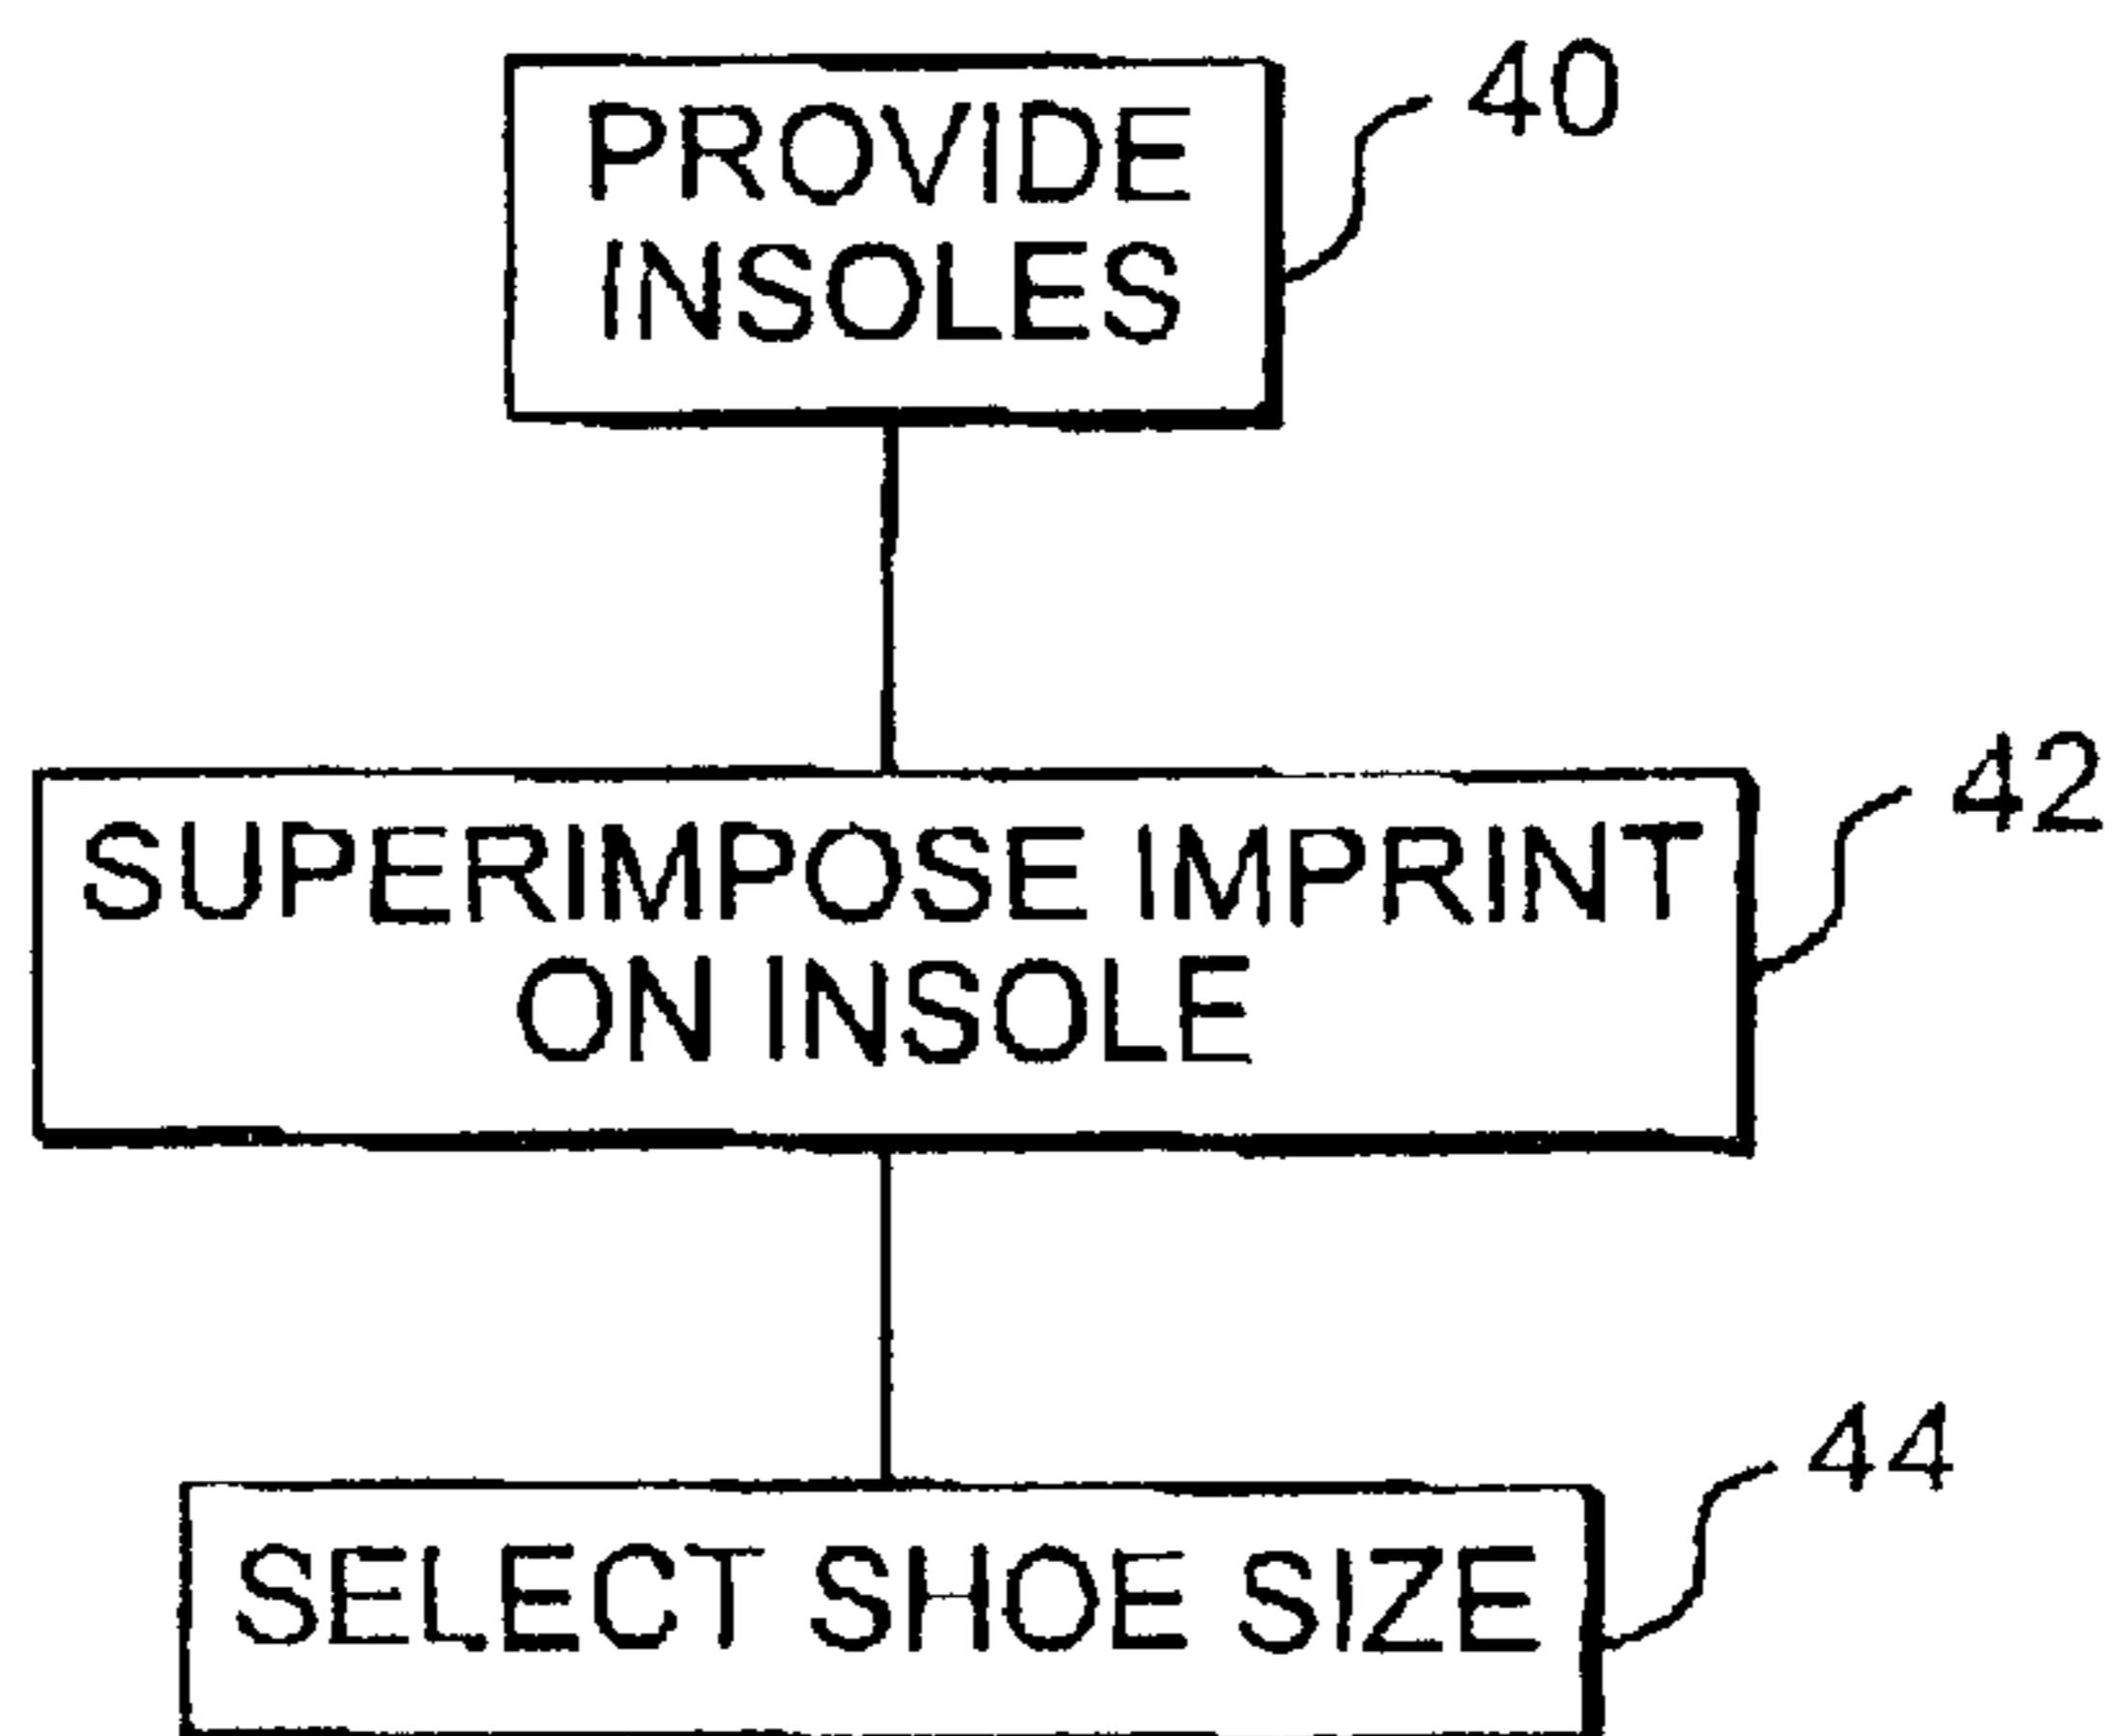 PROVIDE
INSOLES
40
SUPERIMPOSE IMPRINT
ON INSOLE
42
SELECT SHOE SIZE
44